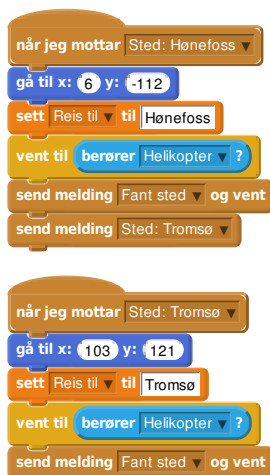 når jeg mottar Sted: Hønefoss
gå til x: 6 y: -112
sett Reis til til Hønefoss
vent til berører Helikopter ?
send melding Fant sted og vent
send melding Sted: Tromsø
når jeg mottar Sted: Tromsø
gå til x: 103 y: 121
sett Reis til til Tromsø
vent til berører Helikopter ?
send melding Fant sted og vent